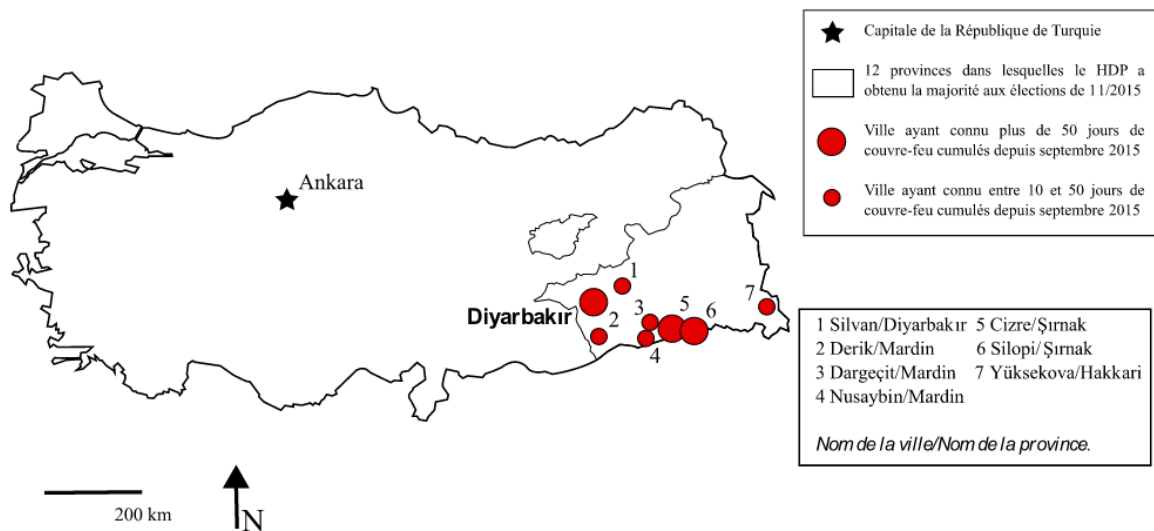 Capitale de la République de Turquie
12 provinces dans lesquelles le HDP a
obtenu la majorité aux élections de 11/2015
Ville ayant connu plus de 50 jours de
couvre-feu cumulés depuis septembre 2015
Ville ayant connu entre 10 et 50 jours de
couvre-feu cumulés depuis septembre 2015
Ankara
Diyarbakır
1
2
3
4
5
6
7
1 Silvan/Diyarbakır 5 Cizre/Şırnak
2 Derik/Mardin 6 Silopi/Şırnak
3 Dargeçit/Mardin 7 Yüksekova/Hakkari
4 Nusaybin/Mardin
Nom de la ville/Nom de la province.
200 km
N